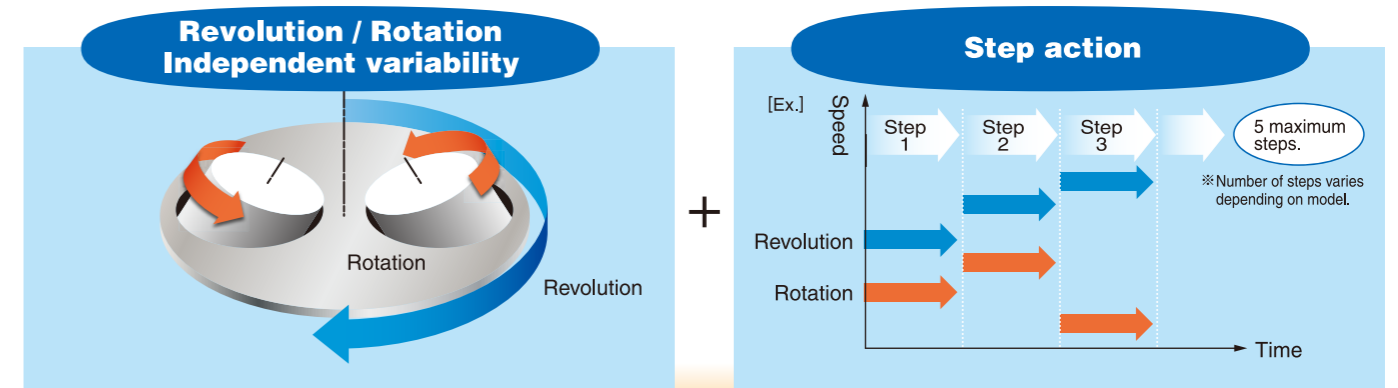 Revolution / Rotation
Independent variability
Rotation
Revolution
+
Step action
[Ex.]
Speed
Step
1
Step
2
Step
3
5 maximum
steps.
※Number of steps varies
depending on model.
Revolution
Rotation
Time